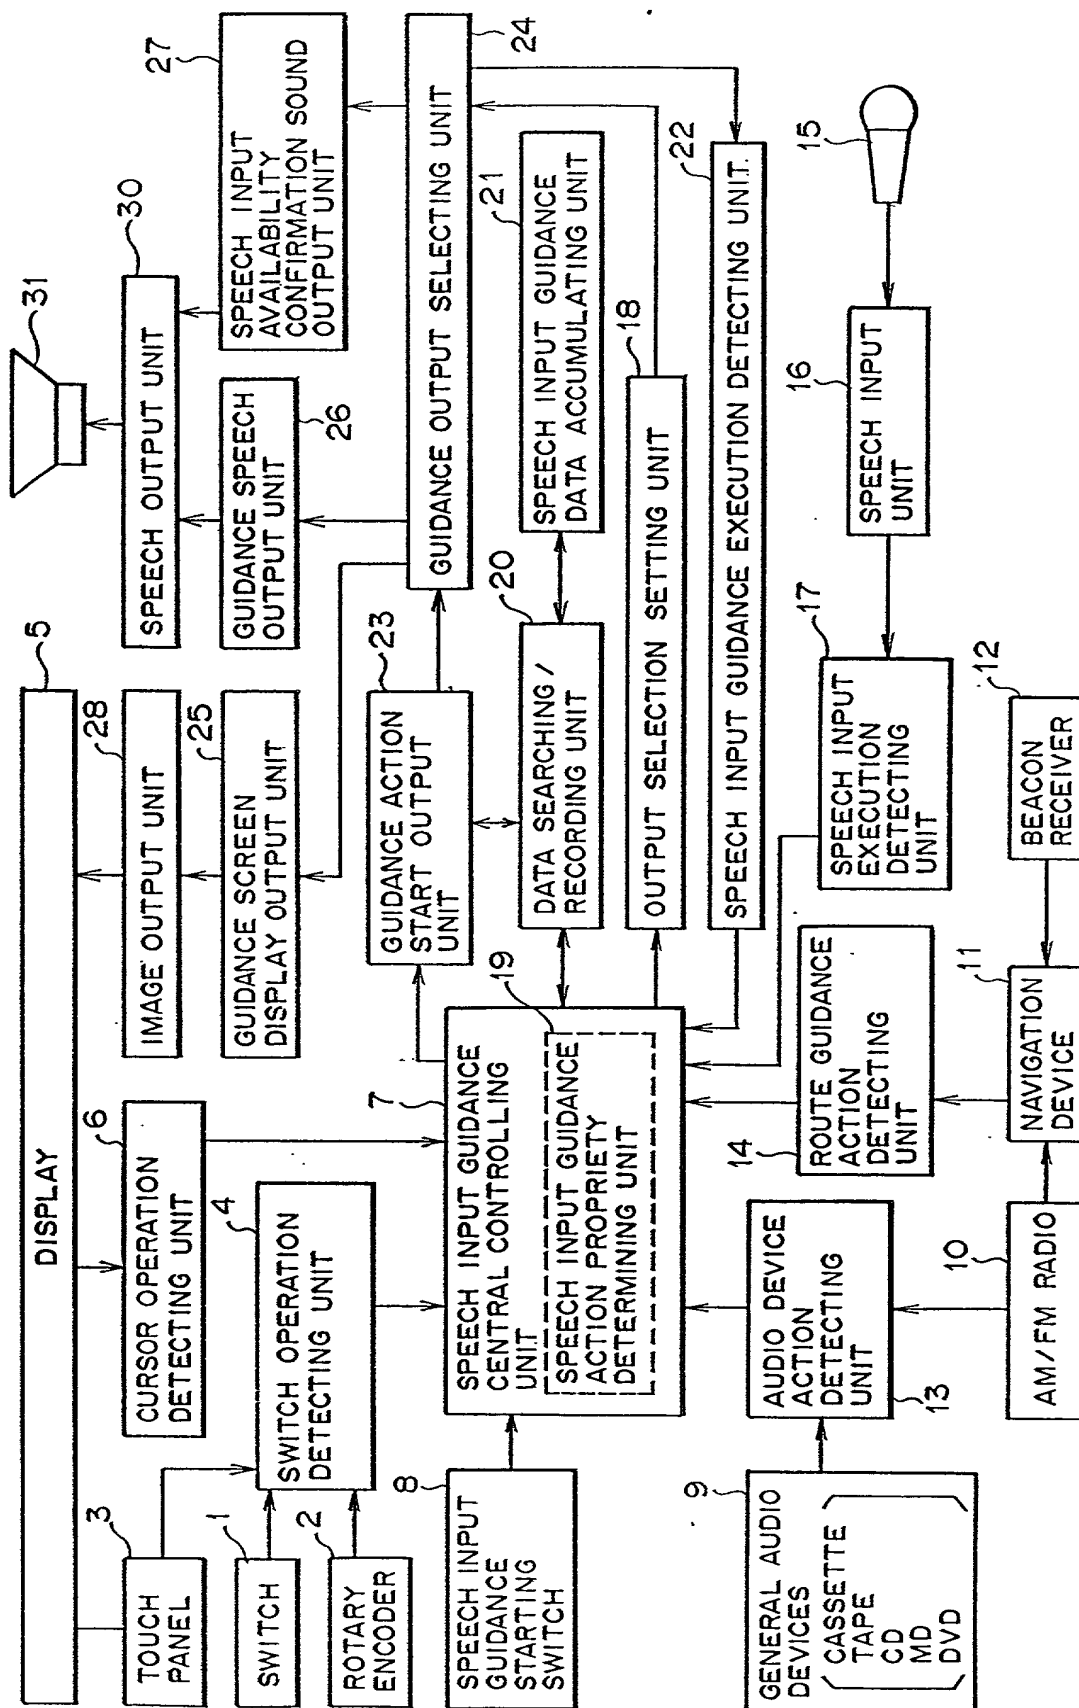 DISPLAY
5
TOUCH
PANEL
3
SWITCH
1
ROTARY
ENCODER
2
SWITCH OPERATION
DETECTING UNIT
4
CURSOR OPERATION
DETECTING UNIT
6
IMAGE OUTPUT UNIT
28
GUIDANCE SCREEN
DISPLAY OUTPUT UNIT
25
31
SPEECH OUTPUT UNIT
30
GUIDANCE SPEECH
OUTPUT UNIT
26
SPEECH INPUT
AVAILABILITY
CONFIRMATION SOUND
OUTPUT UNIT
27
SPEECH INPUT
GUIDANCE
STARTING
SWITCH
8
SPEECH INPUT GUIDANCE
CENTRAL CONTROLLING
UNIT
7
SPEECH INPUT GUIDANCE
ACTION PROPRIETY
DETERMINING UNIT
19
GUIDANCE ACTION
START OUTPUT
UNIT
23
GUIDANCE OUTPUT SELECTING UNIT
24
DATA SEARCHING/
RECORDING UNIT
20
SPEECH INPUT GUIDANCE
DATA ACCUMULATING UNIT
21
OUTPUT SELECTION SETTING UNIT
18
SPEECH INPUT GUIDANCE EXECUTION DETECTING UNIT
22
GENERAL AUDIO
DEVICES
CASSETTE
TAPE
CD
MD
DVD
9
AUDIO DEVICE
ACTION
DETECTING
UNIT
13
ROUTE GUIDANCE
ACTION
DETECTING
UNIT
14
SPEECH INPUT
EXECUTION
DETECTING
UNIT
17
SPEECH INPUT
UNIT
16
15
AM/FM RADIO
10
NAVIGATION
DEVICE
11
BEACON
RECEIVER
12